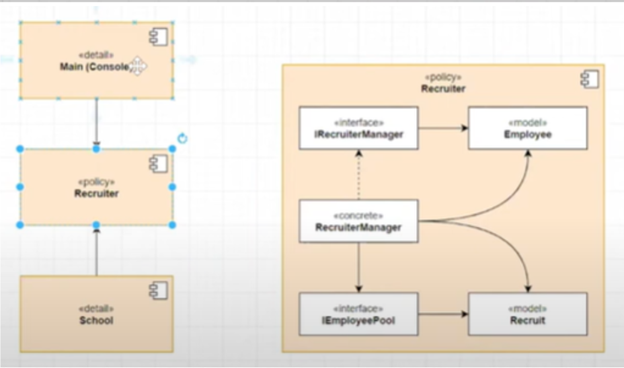 «detail»
Main (Console)
«policy»
Recruiter
«detail»
School
«policy»
Recruiter
«interface»
IRecruiterManager
«model»
Employee
«concrete»
RecruiterManager
«interface»
IEmployeePool
«model»
Recruit